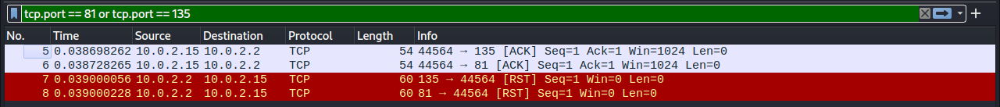 tcp.port == 81 or tcp.port == 135
No. Time Source Destination Protocol Length Info
5 0.038698262 10.0.2.15 10.0.2.2 TCP 54 44564 → 135 [ACK] Seq=1 Ack=1 Win=1024 Len=0
6 0.038728265 10.0.2.15 10.0.2.2 TCP 54 44564 → 81 [ACK] Seq=1 Ack=1 Win=1024 Len=0
7 0.039000056 10.0.2.2 10.0.2.15 TCP 60 135 → 44564 [RST] Seq=1 Win=0 Len=0
8 0.039000228 10.0.2.2 10.0.2.15 TCP 60 81 → 44564 [RST] Seq=1 Win=0 Len=0